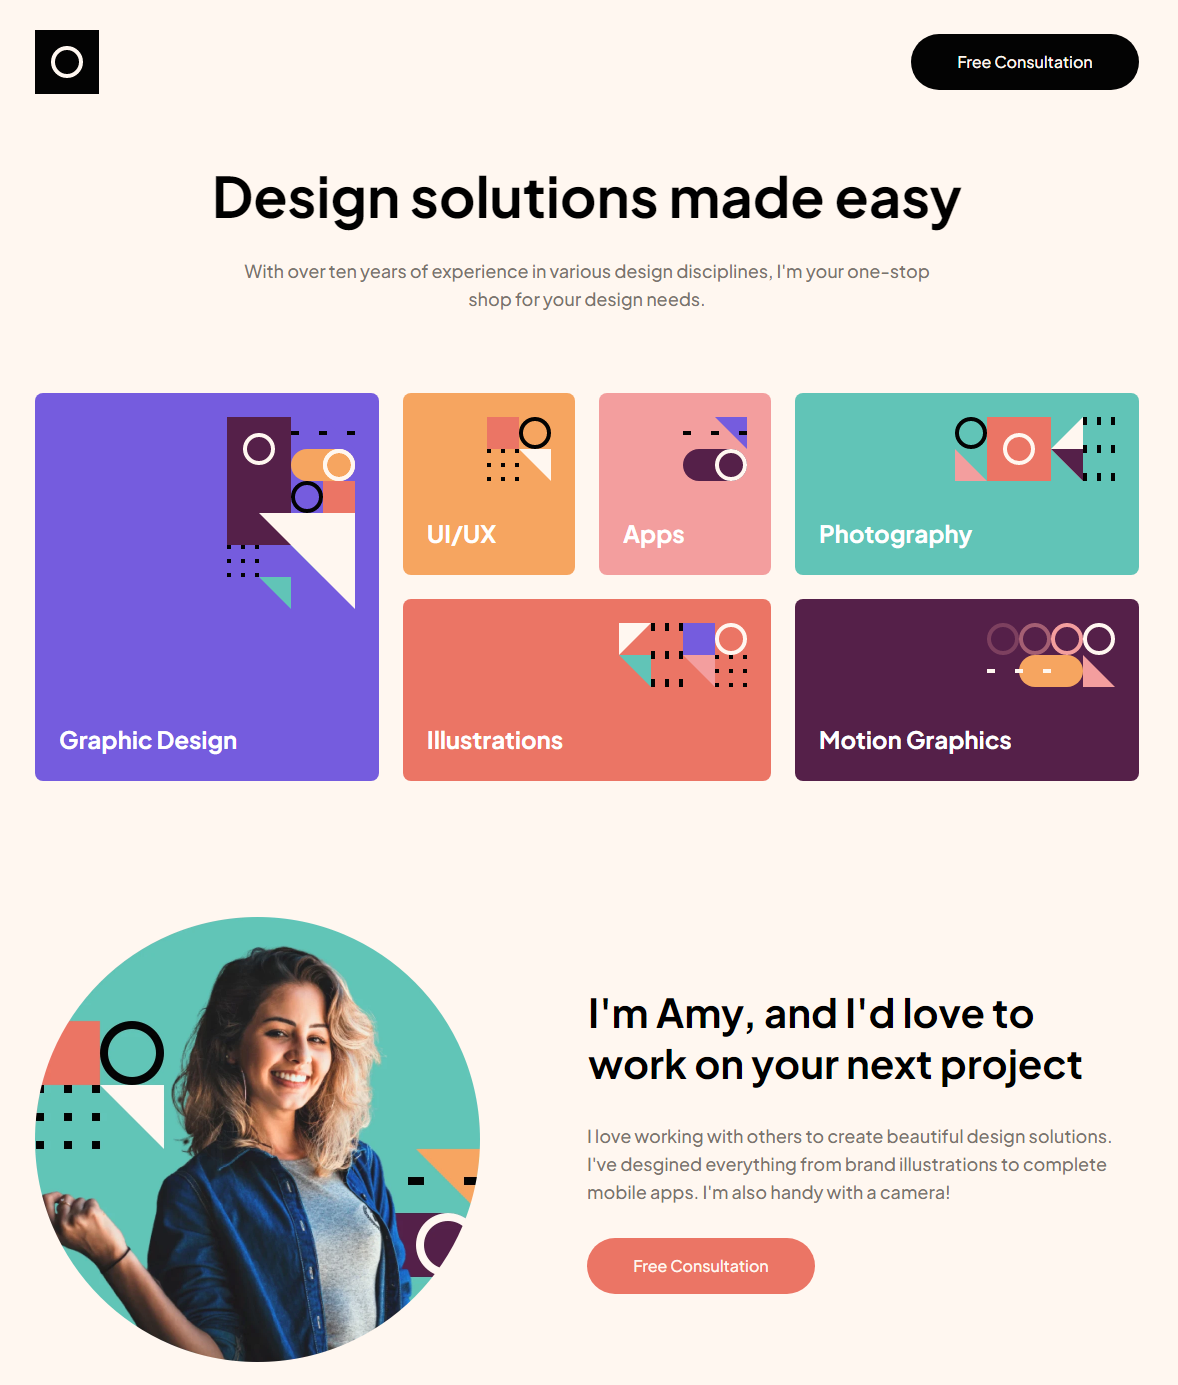 Free Consultation
Design solutions made easy
With over ten years of experience in various design disciplines, I'm your one-stop
shop for your design needs.
Graphic Design
UI/UX
Apps
Photography
Illustrations
Motion Graphics
I'm Amy, and I'd love to
work on your next project
I love working with others to create beautiful design solutions.
I've desgined everything from brand illustrations to complete
mobile apps. I'm also handy with a camera!
Free Consultation